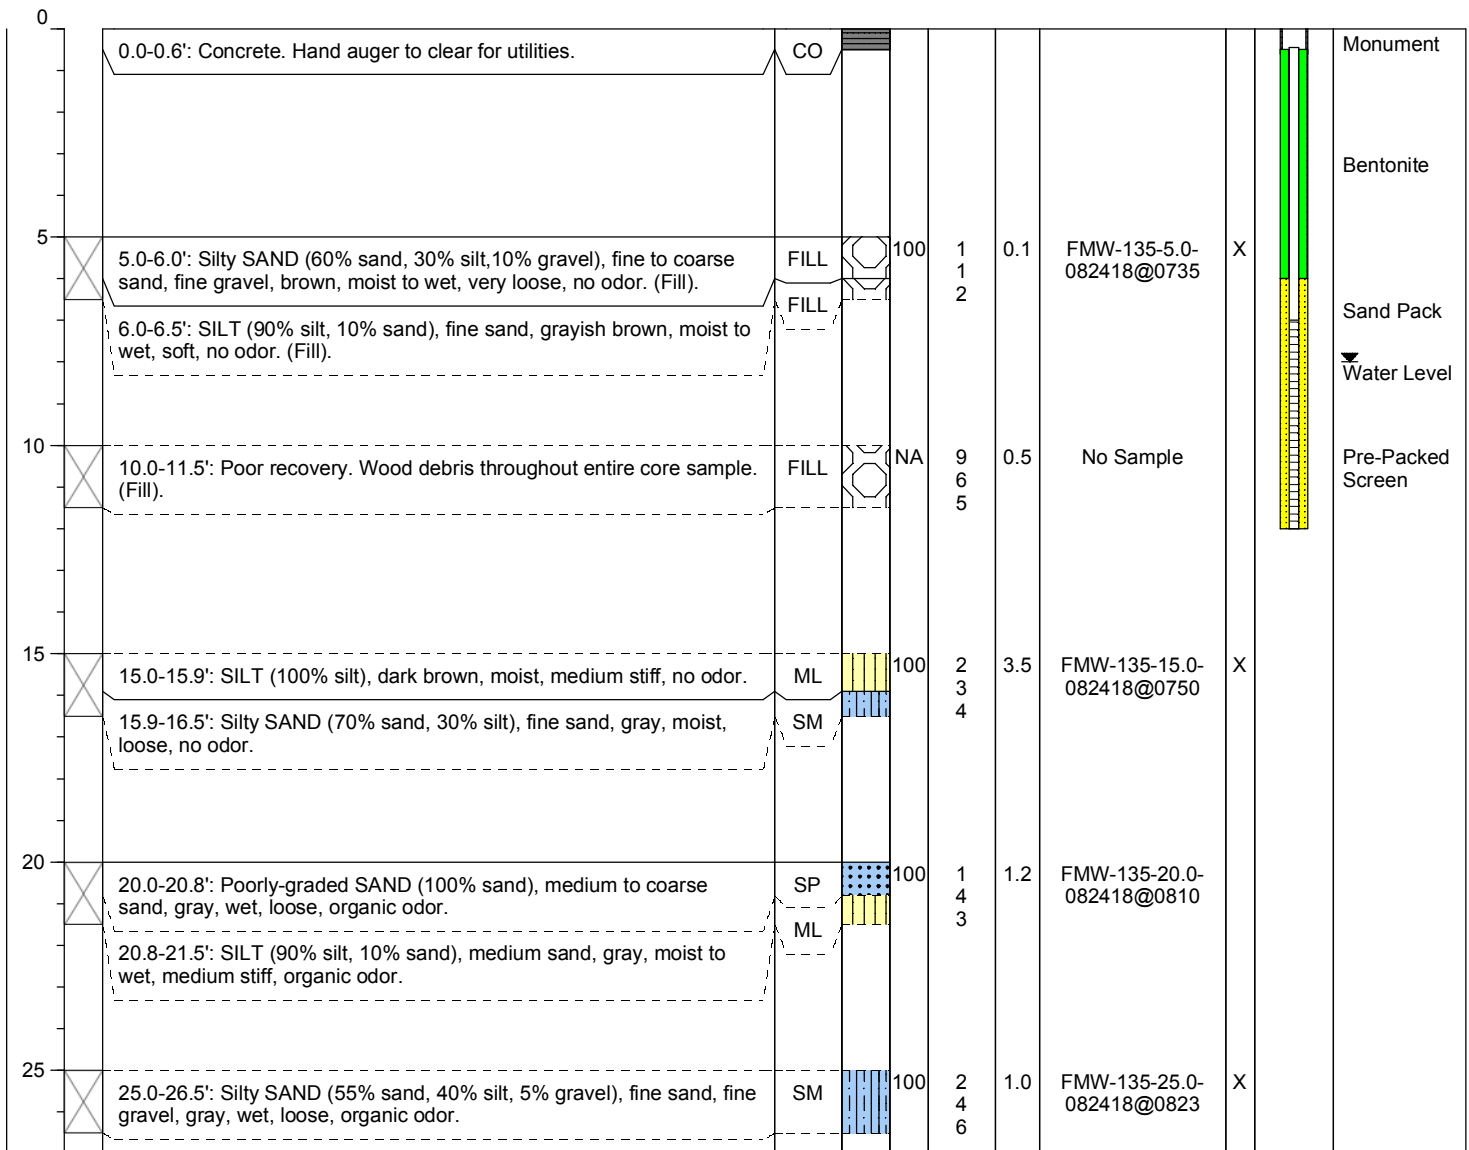 0
0.0-0.6': Concrete. Hand auger to clear for utilities.
CO
Monument
Bentonite
5
5.0-6.0': Silty SAND (60% sand, 30% silt,10% gravel), fine to coarse
sand, fine gravel, brown, moist to wet, very loose, no odor. (Fill).
FILL
100
1
1
2
0.1
FMW-135-5.0-
082418@0735
X
6.0-6.5': SILT (90% silt, 10% sand), fine sand, grayish brown, moist to
wet, soft, no odor. (Fill).
FILL
Sand Pack
Water Level
10
10.0-11.5': Poor recovery. Wood debris throughout entire core sample.
(Fill).
FILL
NA
9
6
5
0.5
No Sample
Pre-Packed
Screen
15
15.0-15.9': SILT (100% silt), dark brown, moist, medium stiff, no odor.
ML
100
2
3
4
3.5
FMW-135-15.0-
082418@0750
X
15.9-16.5': Silty SAND (70% sand, 30% silt), fine sand, gray, moist,
loose, no odor.
SM
20
20.0-20.8': Poorly-graded SAND (100% sand), medium to coarse
sand, gray, wet, loose, organic odor.
SP
100
1
4
3
1.2
FMW-135-20.0-
082418@0810
20.8-21.5': SILT (90% silt, 10% sand), medium sand, gray, moist to
wet, medium stiff, organic odor.
ML
25
25.0-26.5': Silty SAND (55% sand, 40% silt, 5% gravel), fine sand, fine
gravel, gray, wet, loose, organic odor.
SM
100
2
4
6
1.0
FMW-135-25.0-
082418@0823
X